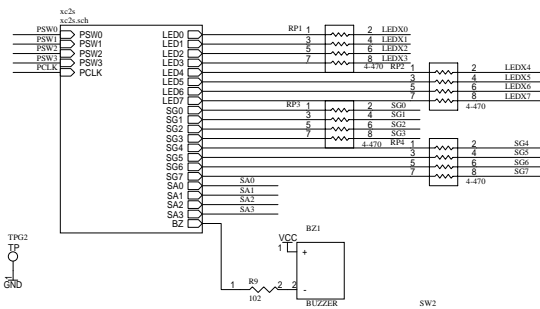 xc2s
xc2s.sch
PSW0 PSW0 LED0 RP1 1 2 LEDX0
PSW1 PSW1 LED1 3 4 LEDX1
PSW2 PSW2 LED2 5 6 LEDX2
PSW3 PSW3 LED3 7 8 LEDX3
PCLK PCLK LED4 4-470 RP2 1 2 LEDX4
LED5 3 4 LEDX5
LED6 5 6 LEDX6
LED7 7 8 LEDX7
SG0 RP3 1 2 SG0 4-470
SG1 3 4 SG1
SG2 5 6 SG2
SG3 7 8 SG3
SG4 4-470 RP4 1 2 SG4
SG5 3 4 SG5
SG6 5 6 SG6
SG7 7 8 SG7
SA0 SA0 4-470
SA1 SA1
SA2 SA2
SA3 SA3
BZ
BZ1
TPG2 VCC
TP 1 +
GND 1 R9 2 2 -
102 BUZZER SW2